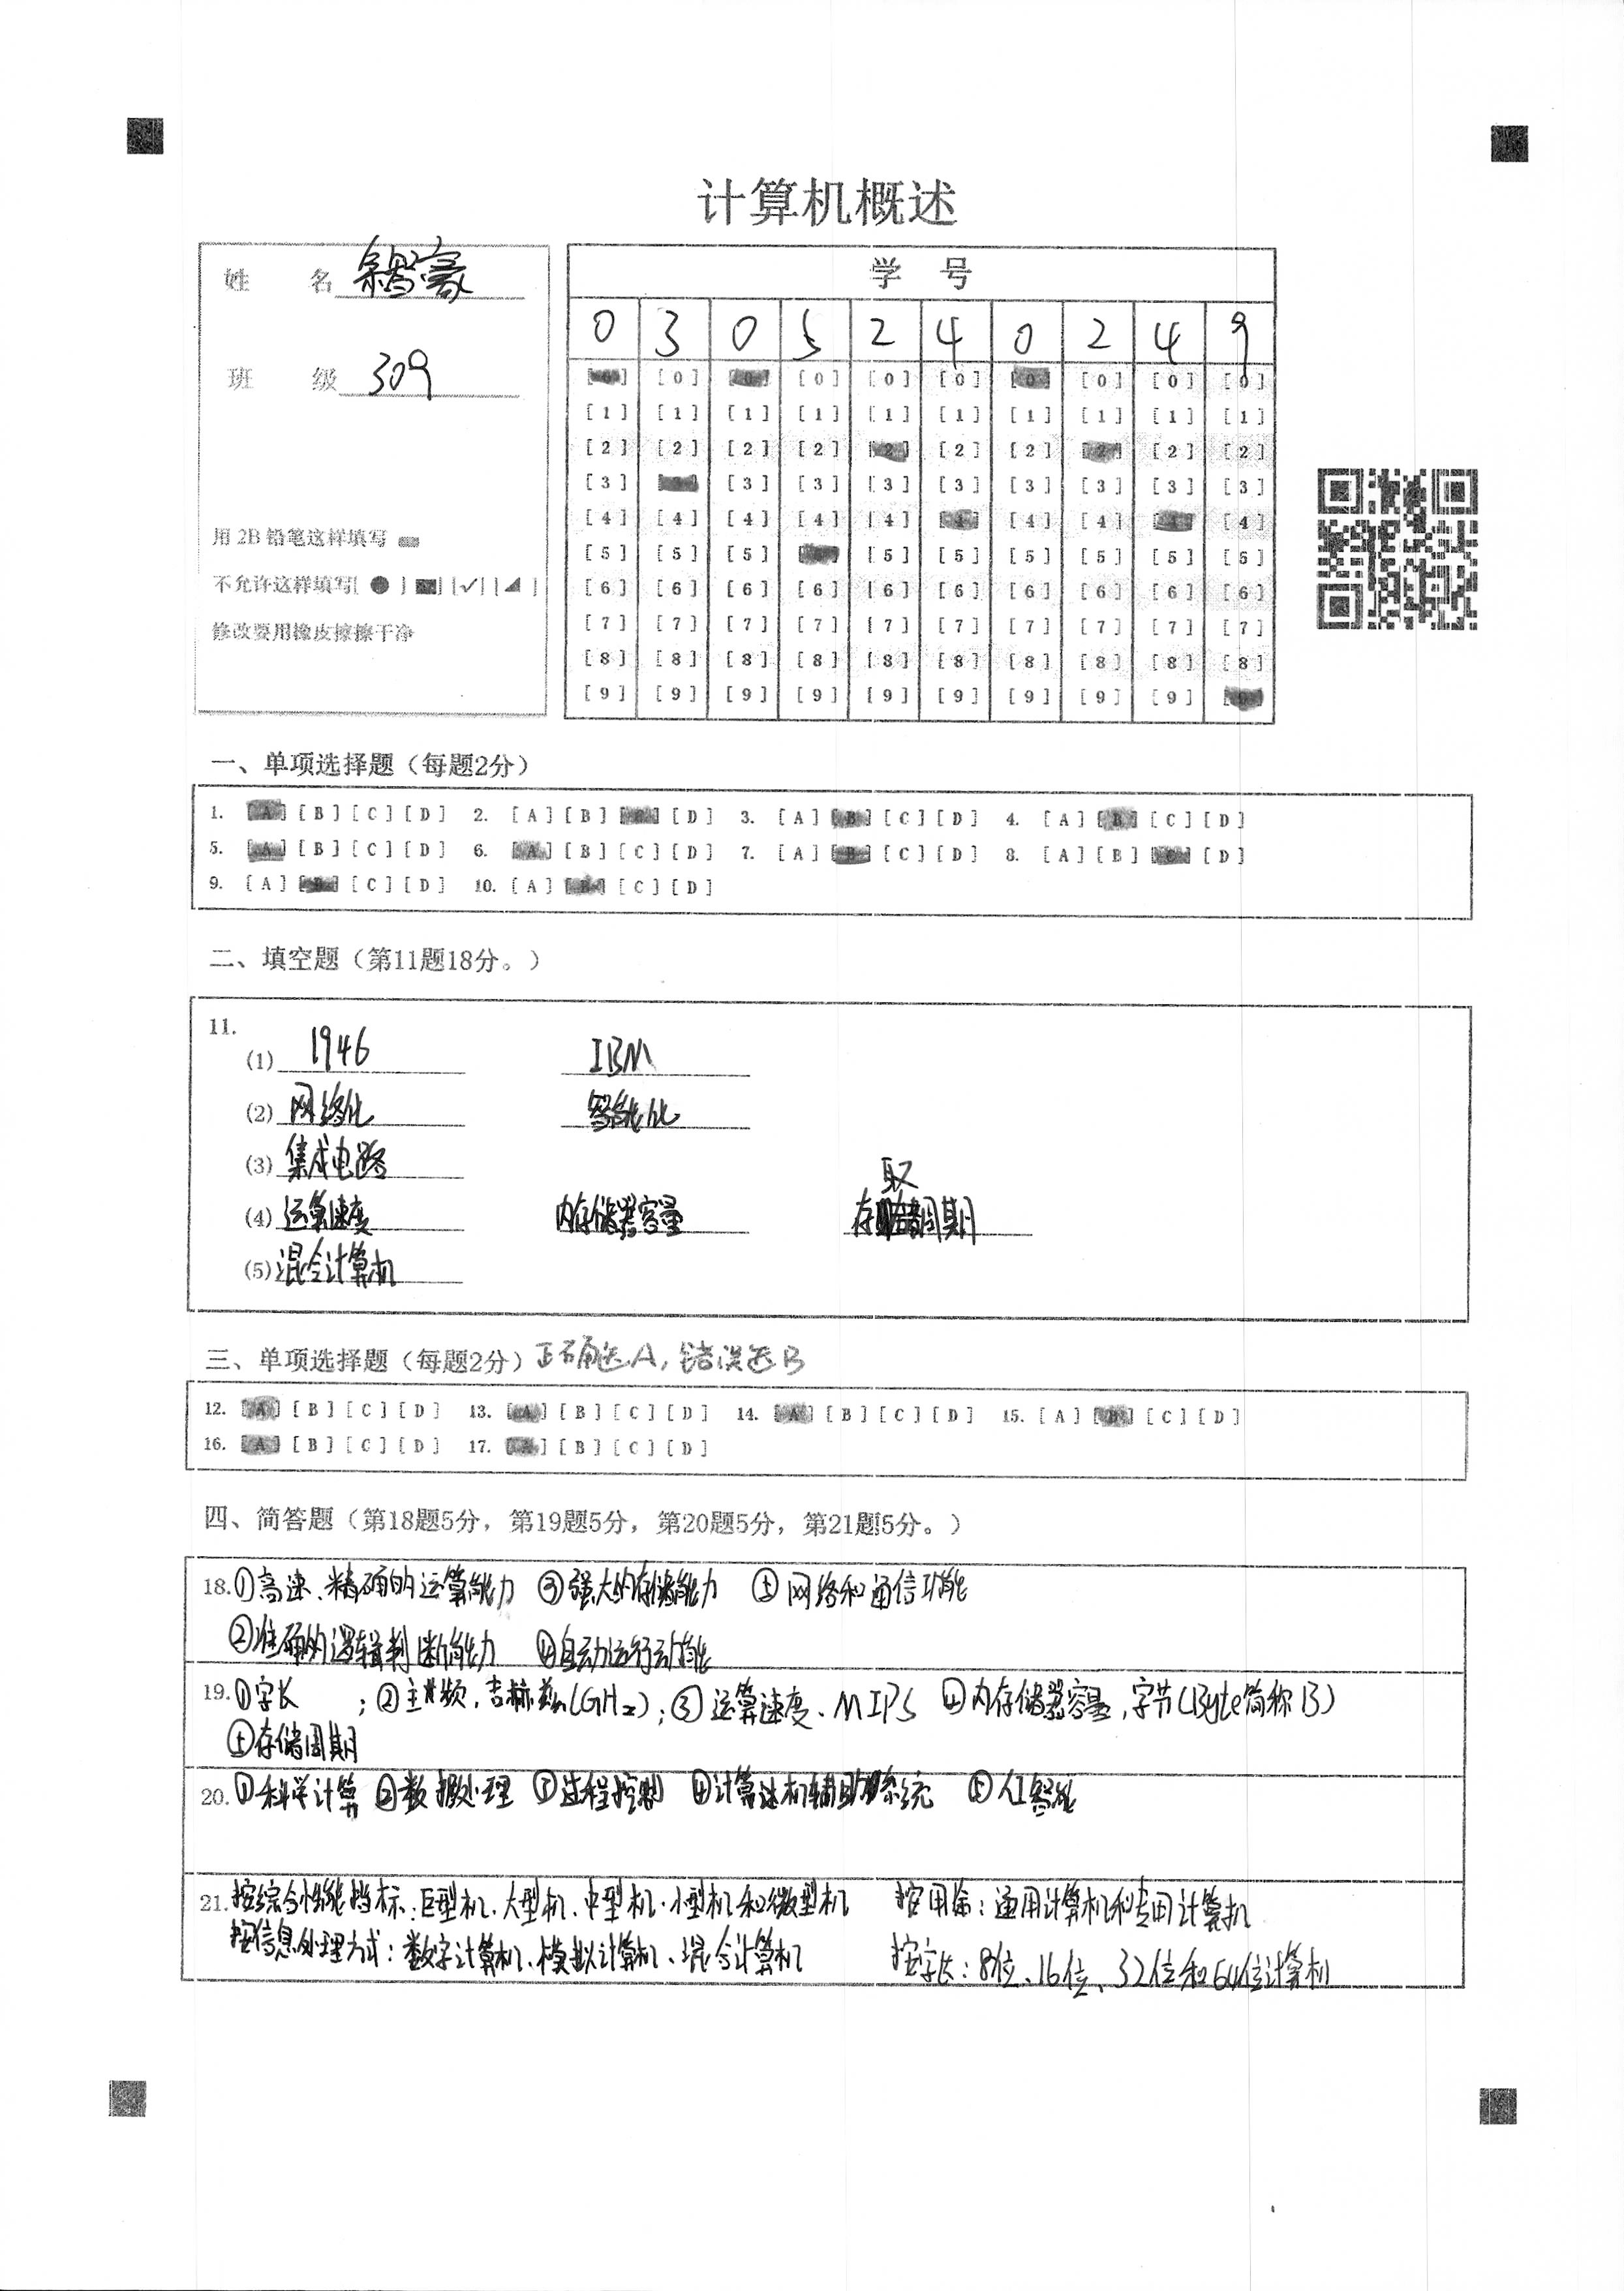 计算机概述
姓 名 余智豪
班 级 309
用 2B 铅笔这样填写
不允许这样填写[ ● ] [■] [✓] [◢ ]
修改要用橡皮擦擦干净
学 号
0 3 0 5 2 4 0 2 4 9
[0] [0] [0] [0] [0] [0] [0] [0] [0] [0]
[1] [1] [1] [1] [1] [1] [1] [1] [1] [1]
[2] [2] [2] [2] [2] [2] [2] [2] [2] [2]
[3] [3] [3] [3] [3] [3] [3] [3] [3] [3]
[4] [4] [4] [4] [4] [4] [4] [4] [4] [4]
[5] [5] [5] [5] [5] [5] [5] [5] [5] [5]
[6] [6] [6] [6] [6] [6] [6] [6] [6] [6]
[7] [7] [7] [7] [7] [7] [7] [7] [7] [7]
[8] [8] [8] [8] [8] [8] [8] [8] [8] [8]
[9] [9] [9] [9] [9] [9] [9] [9] [9] [9]
一、单项选择题（每题2分）
1. [A] [B] [C] [D] 2. [A] [B] [C] [D] 3. [A] [B] [C] [D] 4. [A] [B] [C] [D]
5. [A] [B] [C] [D] 6. [A] [B] [C] [D] 7. [A] [B] [C] [D] 8. [A] [B] [C] [D]
9. [A] [B] [C] [D] 10. [A] [B] [C] [D]
二、填空题（第11题18分。）
11.
(1) 1946 IBM
(2) 网络化 智能化
(3) 集成电路
(4) 运算速度 内存储器容量 存取周期
(5) 混合计算机
三、单项选择题（每题2分）正确选A，错误选B
12. [A] [B] [C] [D] 13. [A] [B] [C] [D] 14. [A] [B] [C] [D] 15. [A] [B] [C] [D]
16. [A] [B] [C] [D] 17. [A] [B] [C] [D]
四、简答题（第18题5分，第19题5分，第20题5分，第21题5分。）
18. ①高速、精确的运算能力 ③强大的存储能力 ⑤网络和通信功能
②准确的逻辑判断能力 ④自动运行功能
19. ①字长 ；②主频，吉赫兹(GHz)；③运算速度、MIPS ④内存储器容量，字节(Byte简称B)
⑤存储周期
20. ①科学计算 ②数据处理 ③过程控制 ④计算机辅助系统 ⑤人工智能
21. 按综合性能指标：巨型机、大型机、中型机、小型机和微型机 按用途：通用计算机和专用计算机
按信息处理方式：数字计算机、模拟计算机、混合计算机 按字长：8位、16位、32位和64位计算机